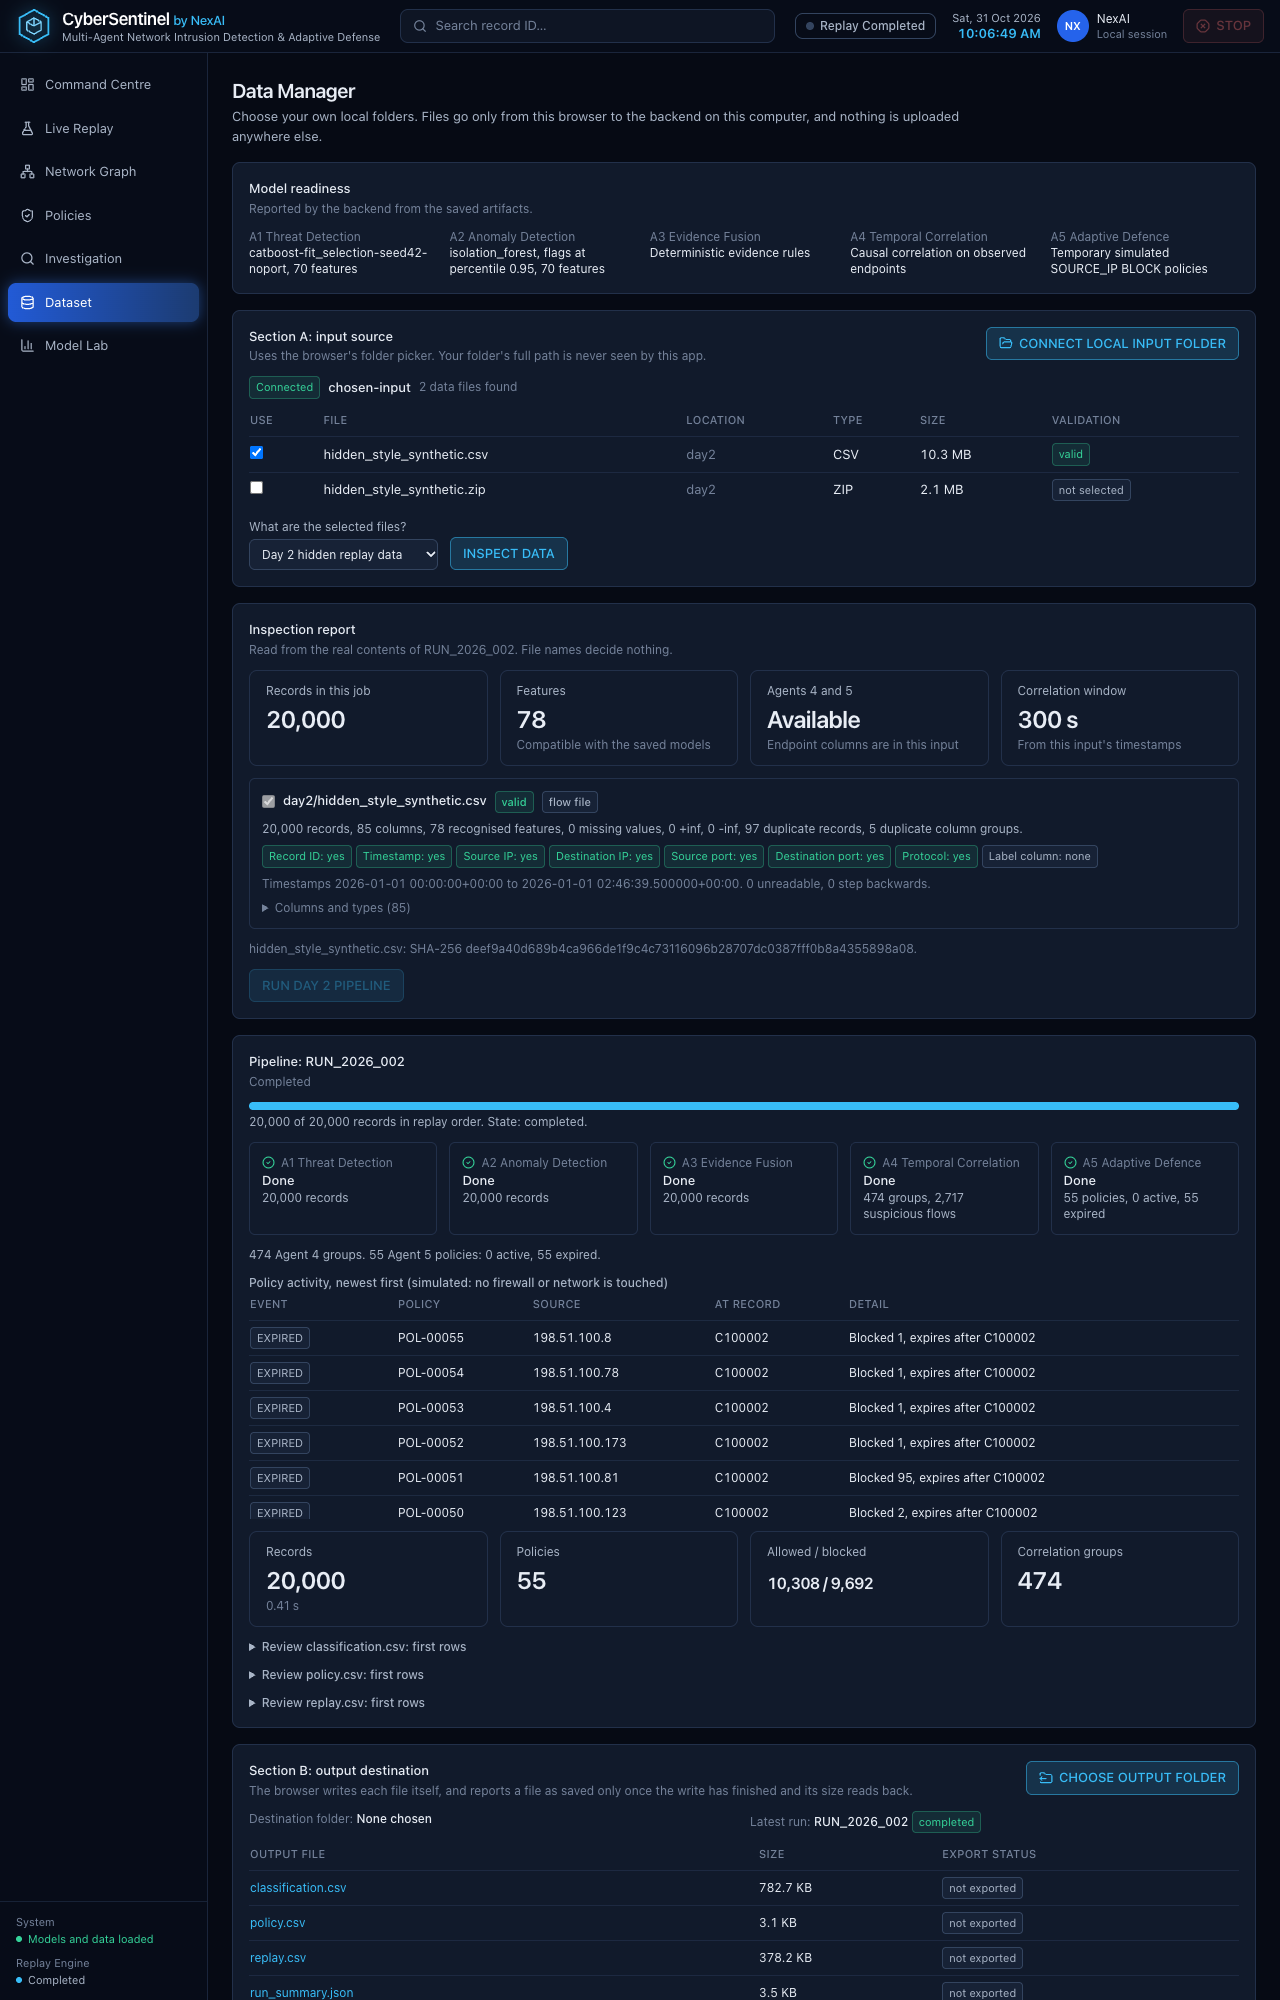 CyberSentinel by NexAI
Multi-Agent Network Intrusion Detection & Adaptive Defense
Search record ID...
Replay Completed
Sat, 31 Oct 2026
10:06:49 AM
NX
NexAI
Local session
STOP
Command Centre
Live Replay
Network Graph
Policies
Investigation
Dataset
Model Lab
Data Manager
Choose your own local folders. Files go only from this browser to the backend on this computer, and nothing is uploaded
anywhere else.
Model readiness
Reported by the backend from the saved artifacts.
A1 Threat Detection
catboost-fit_selection-seed42-
noport, 70 features
A2 Anomaly Detection
isolation_forest, flags at
percentile 0.95, 70 features
A3 Evidence Fusion
Deterministic evidence rules
A4 Temporal Correlation
Causal correlation on observed
endpoints
A5 Adaptive Defence
Temporary simulated
SOURCE_IP BLOCK policies
Section A: input source
Uses the browser's folder picker. Your folder's full path is never seen by this app.
CONNECT LOCAL INPUT FOLDER
Connected chosen-input 2 data files found
USE FILE LOCATION TYPE SIZE VALIDATION
hidden_style_synthetic.csv day2 CSV 10.3 MB valid
hidden_style_synthetic.zip day2 ZIP 2.1 MB not selected
What are the selected files?
Day 2 hidden replay data
INSPECT DATA
Inspection report
Read from the real contents of RUN_2026_002. File names decide nothing.
Records in this job
20,000
Features
78
Compatible with the saved models
Agents 4 and 5
Available
Endpoint columns are in this input
Correlation window
300 s
From this input's timestamps
day2/hidden_style_synthetic.csv valid flow file
20,000 records, 85 columns, 78 recognised features, 0 missing values, 0 +inf, 0 -inf, 97 duplicate records, 5 duplicate column groups.
Record ID: yes Timestamp: yes Source IP: yes Destination IP: yes Source port: yes Destination port: yes Protocol: yes Label column: none
Timestamps 2026-01-01 00:00:00+00:00 to 2026-01-01 02:46:39.500000+00:00. 0 unreadable, 0 step backwards.
Columns and types (85)
hidden_style_synthetic.csv: SHA-256 deef9a40d689b4ca966de1f9c4c73116096b28707dc0387fff0b8a4355898a08.
RUN DAY 2 PIPELINE
Pipeline: RUN_2026_002
Completed
20,000 of 20,000 records in replay order. State: completed.
A1 Threat Detection
Done
20,000 records
A2 Anomaly Detection
Done
20,000 records
A3 Evidence Fusion
Done
20,000 records
A4 Temporal Correlation
Done
474 groups, 2,717
suspicious flows
A5 Adaptive Defence
Done
55 policies, 0 active, 55
expired
474 Agent 4 groups. 55 Agent 5 policies: 0 active, 55 expired.
Policy activity, newest first (simulated: no firewall or network is touched)
EVENT POLICY SOURCE AT RECORD DETAIL
EXPIRED POL-00055 198.51.100.8 C100002 Blocked 1, expires after C100002
EXPIRED POL-00054 198.51.100.78 C100002 Blocked 1, expires after C100002
EXPIRED POL-00053 198.51.100.4 C100002 Blocked 1, expires after C100002
EXPIRED POL-00052 198.51.100.173 C100002 Blocked 1, expires after C100002
EXPIRED POL-00051 198.51.100.81 C100002 Blocked 95, expires after C100002
EXPIRED POL-00050 198.51.100.123 C100002 Blocked 2, expires after C100002
Records
20,000
0.41 s
Policies
55
Allowed / blocked
10,308 / 9,692
Correlation groups
474
Review classification.csv: first rows
Review policy.csv: first rows
Review replay.csv: first rows
Section B: output destination
The browser writes each file itself, and reports a file as saved only once the write has finished and its size reads back.
CHOOSE OUTPUT FOLDER
Destination folder: None chosen
Latest run: RUN_2026_002 completed
OUTPUT FILE SIZE EXPORT STATUS
classification.csv 782.7 KB not exported
policy.csv 3.1 KB not exported
replay.csv 378.2 KB not exported
run_summary.json 3.5 KB not exported
System
Models and data loaded
Replay Engine
Completed